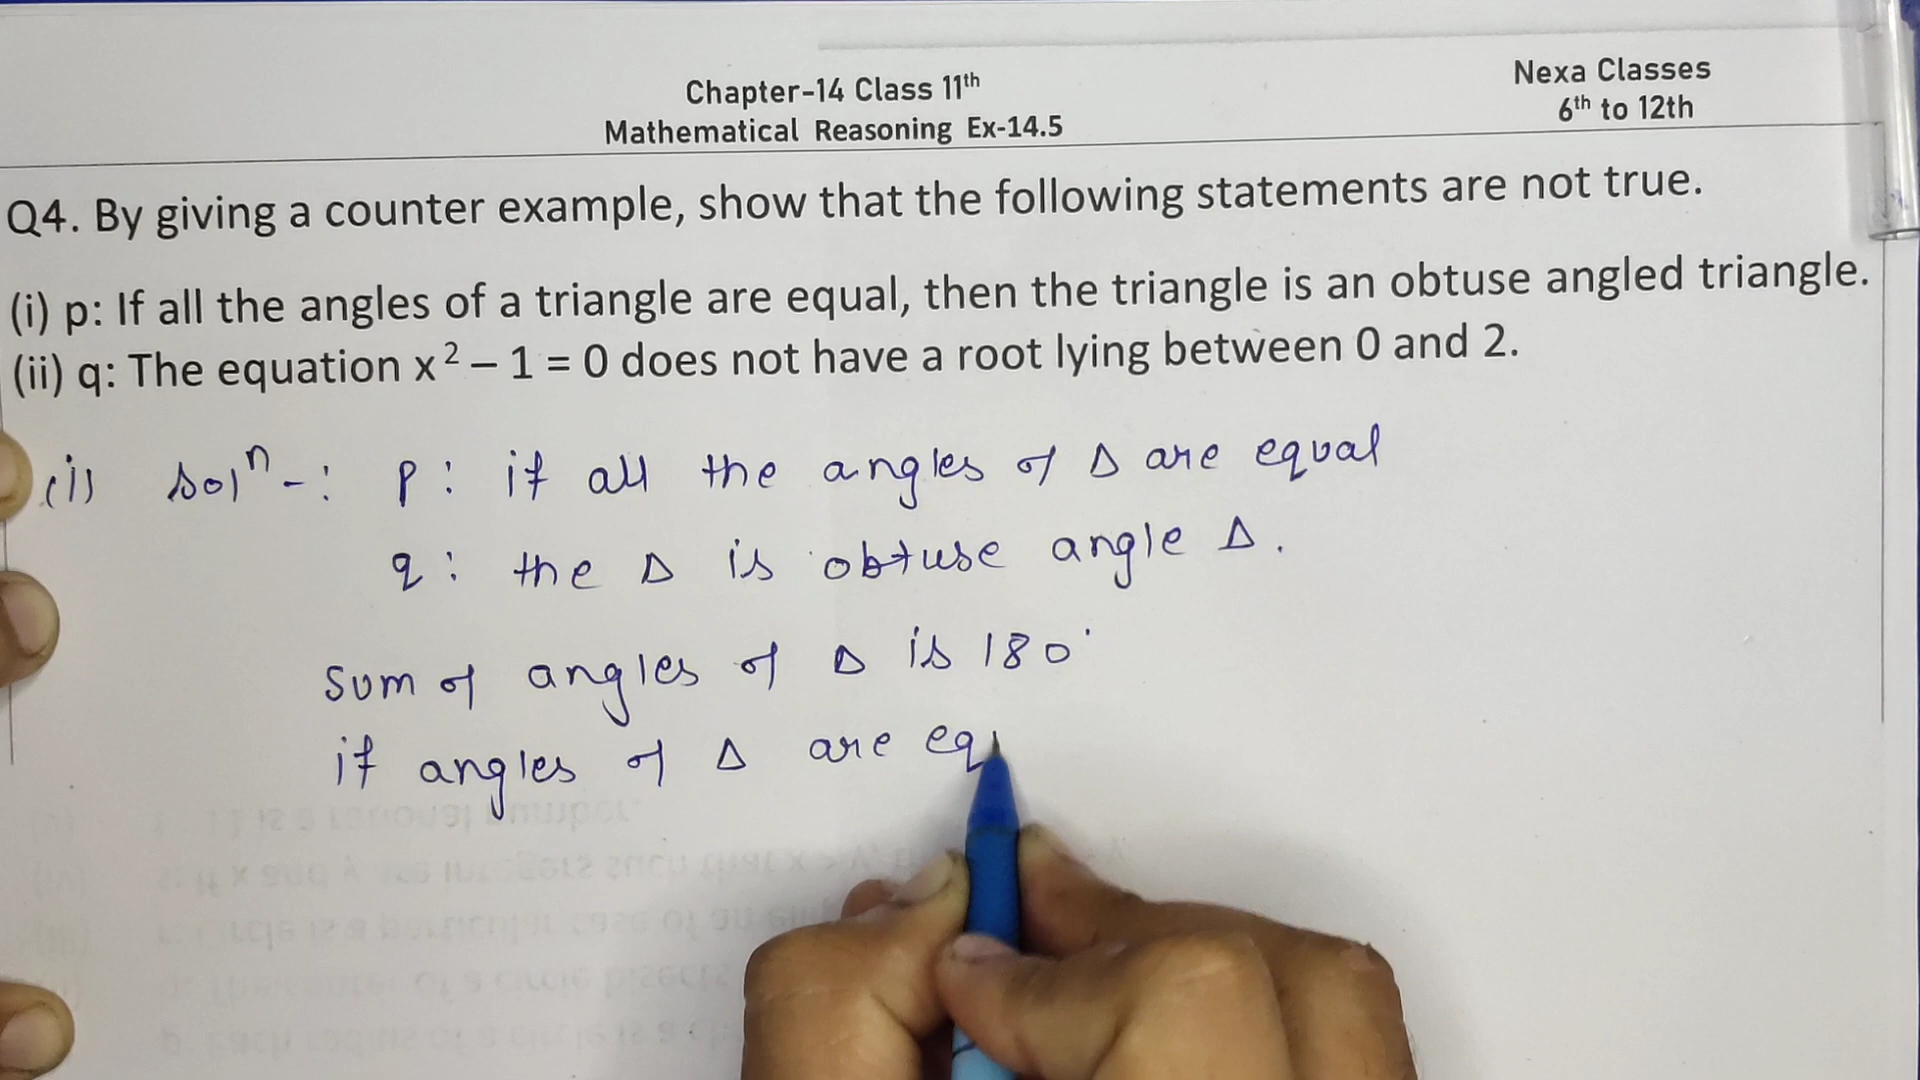 Chapter-14 Class 11th
Mathematical Reasoning Ex-14.5
Nexa Classes
6th to 12th
Q4. By giving a counter example, show that the following statements are not true.
(i) p: If all the angles of a triangle are equal, then the triangle is an obtuse angled triangle.
(ii) q: The equation x² – 1 = 0 does not have a root lying between 0 and 2.
(i) Solⁿ -: P : if all the angles of Δ are equal
q : the Δ is obtuse angle Δ.
Sum of angles of Δ is 180°
if angles of Δ are equ